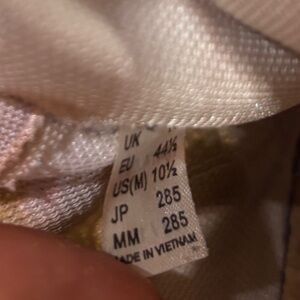 UK
EU 44½
US(M) 10½
JP 285
MM 285
MADE IN VIETNAM